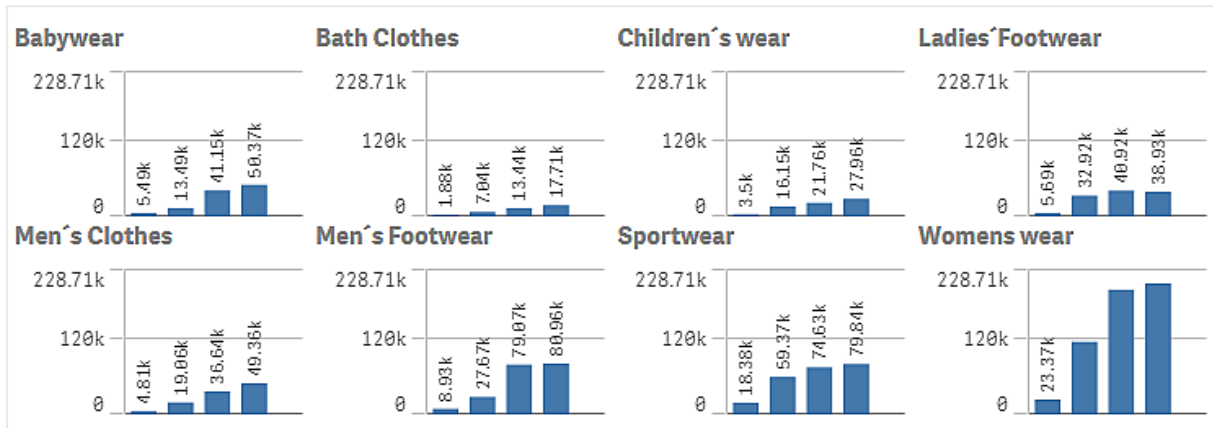 Babywear
228.71k
120k
0
5.49k
13.49k
41.15k
50.37k
Bath Clothes
228.71k
120k
0
1.88k
7.04k
13.44k
17.71k
Children´s wear
228.71k
120k
0
3.5k
16.15k
21.76k
27.96k
Ladies´Footwear
228.71k
120k
0
5.69k
32.92k
40.92k
38.93k
Men´s Clothes
228.71k
120k
0
4.81k
19.06k
36.64k
49.36k
Men´s Footwear
228.71k
120k
0
8.93k
27.67k
79.07k
80.96k
Sportwear
228.71k
120k
0
18.38k
59.37k
74.63k
79.84k
Womens wear
228.71k
120k
0
23.37k